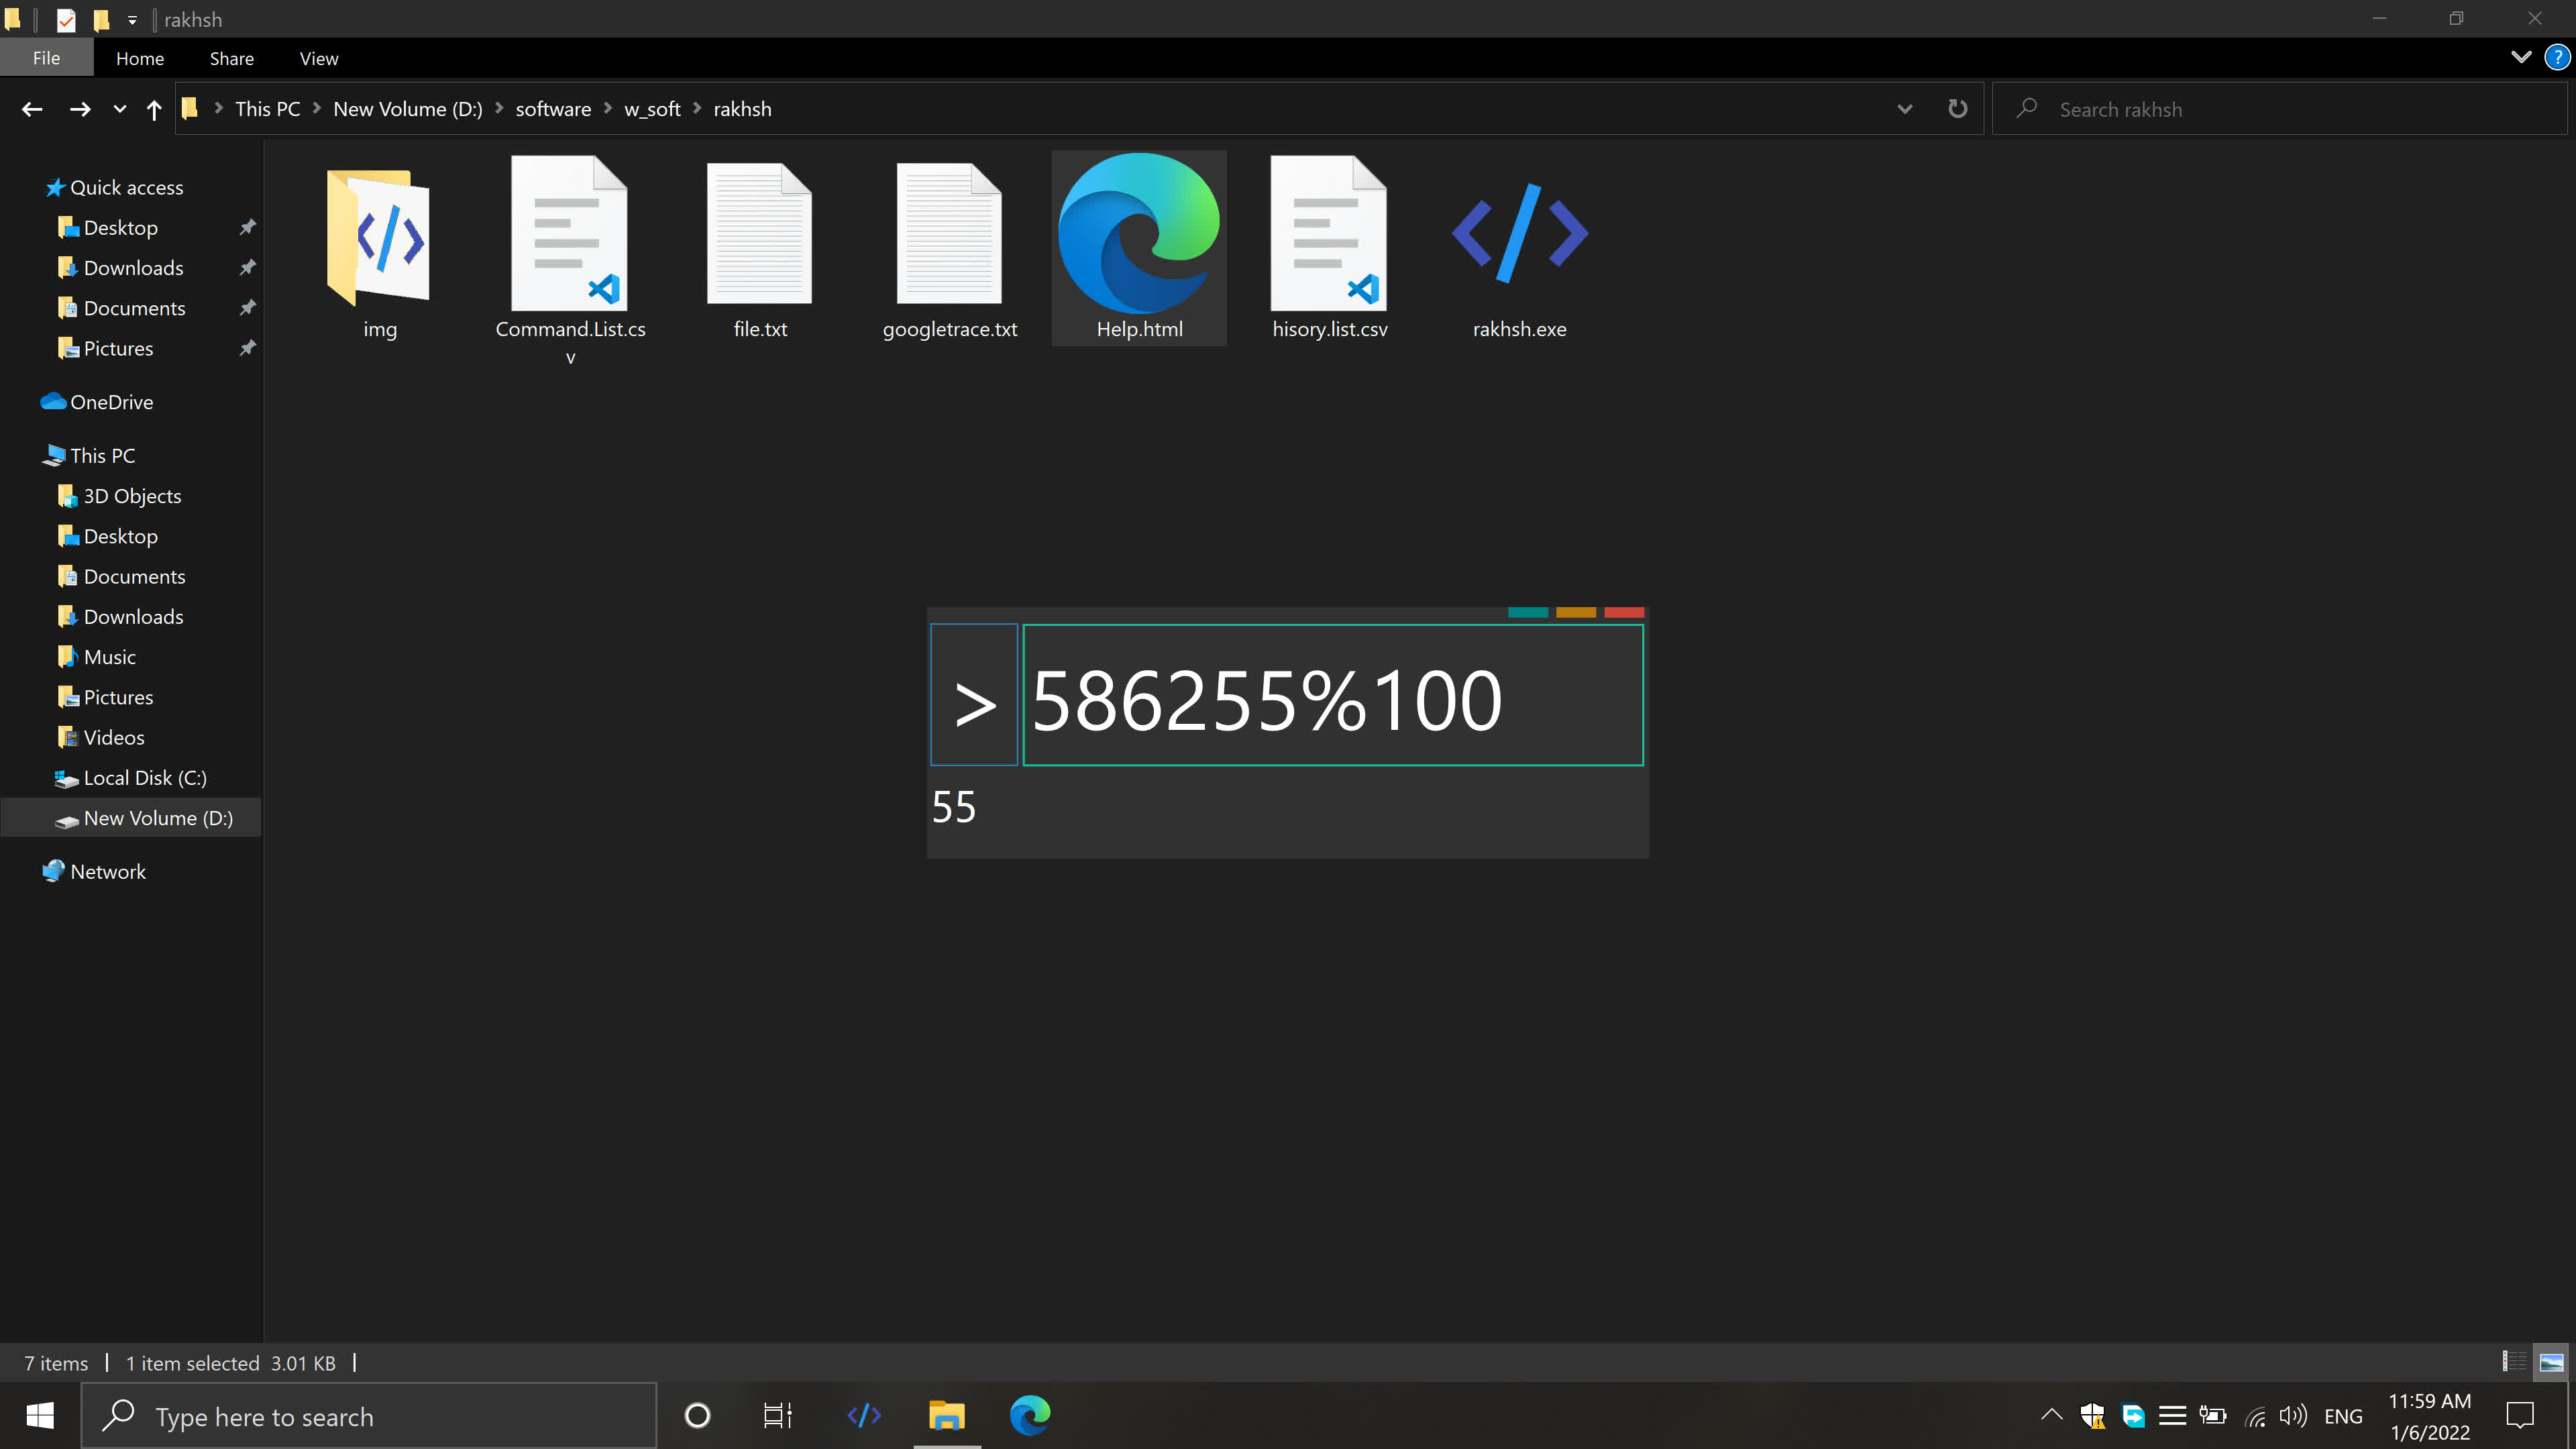 rakhsh
File Home Share View
This PC New Volume (D:) software w_soft rakhsh
Search rakhsh
Quick access
Desktop
Downloads
Documents
Pictures
OneDrive
This PC
3D Objects
Desktop
Documents
Downloads
Music
Pictures
Videos
Local Disk (C:)
New Volume (D:)
Network
img
Command.List.cs
v
file.txt
googletrace.txt
Help.html
hisory.list.csv
rakhsh.exe
> 586255%100
55
7 items 1 item selected 3.01 KB
Type here to search
ENG
11:59 AM
1/6/2022